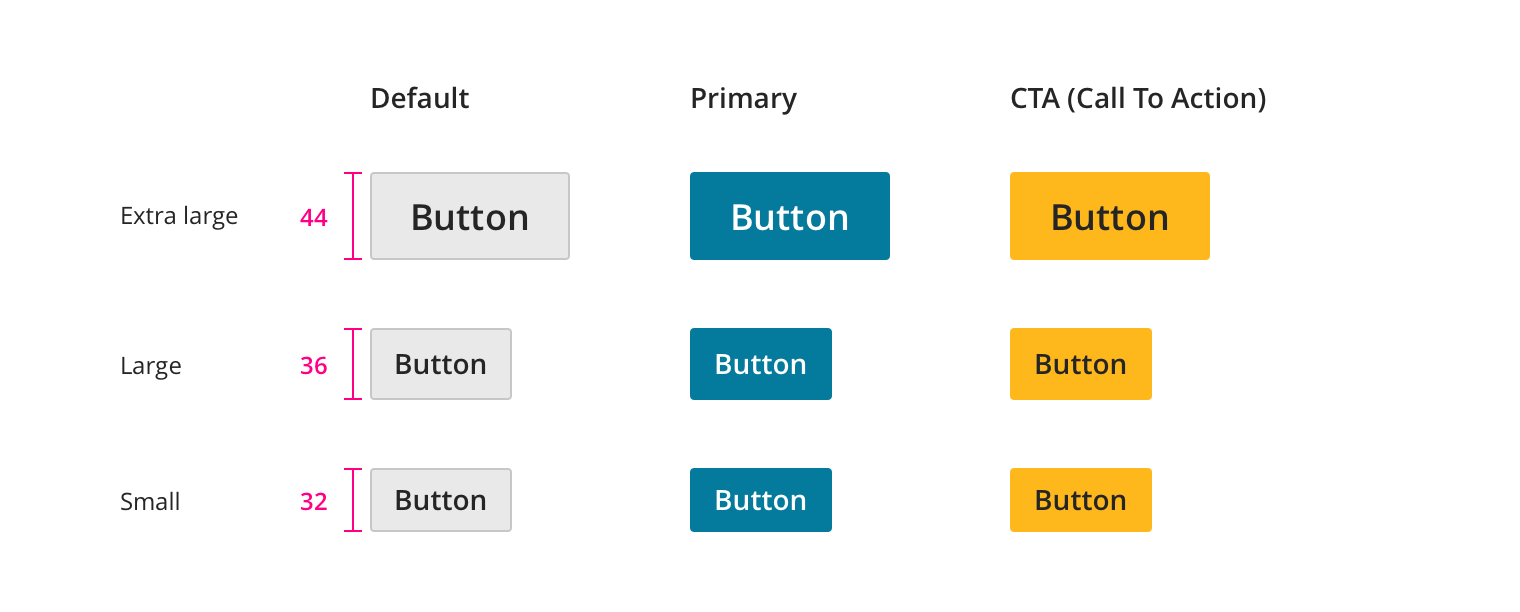 Default Primary CTA (Call To Action)
Extra large 44 Button Button Button
Large 36 Button Button Button
Small 32 Button Button Button